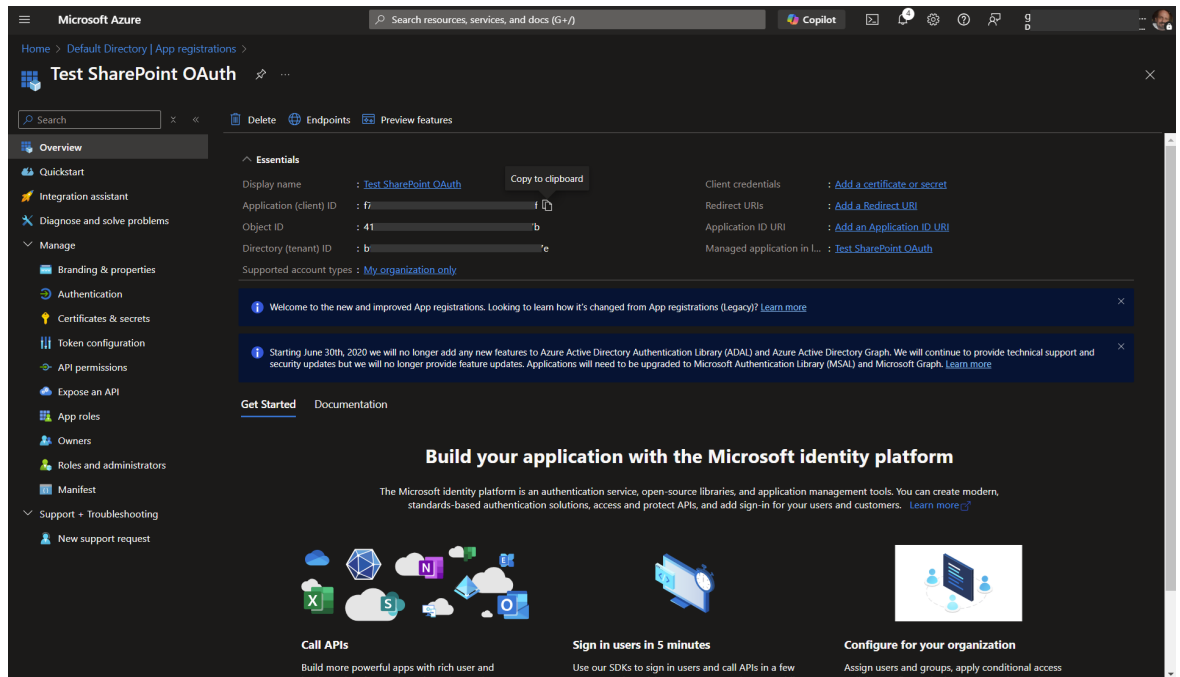 Microsoft Azure
Search resources, services, and docs (G+/)
Copilot
4
g
D
Home > Default Directory | App registrations >
Test SharePoint OAuth
Search
Delete
Endpoints
Preview features
Overview
Quickstart
Integration assistant
Diagnose and solve problems
Manage
Branding & properties
Authentication
Certificates & secrets
Token configuration
API permissions
Expose an API
App roles
Owners
Roles and administrators
Manifest
Support + Troubleshooting
New support request
Essentials
Copy to clipboard
Display name : Test SharePoint OAuth
Application (client) ID : f7 f
Object ID : 41 'b
Directory (tenant) ID : b 'e
Supported account types : My organization only
Client credentials : Add a certificate or secret
Redirect URIs : Add a Redirect URI
Application ID URI : Add an Application ID URI
Managed application in l... : Test SharePoint OAuth
Welcome to the new and improved App registrations. Looking to learn how it's changed from App registrations (Legacy)? Learn more
Starting June 30th, 2020 we will no longer add any new features to Azure Active Directory Authentication Library (ADAL) and Azure Active Directory Graph. We will continue to provide technical support and
security updates but we will no longer provide feature updates. Applications will need to be upgraded to Microsoft Authentication Library (MSAL) and Microsoft Graph. Learn more
Get Started
Documentation
Build your application with the Microsoft identity platform
The Microsoft identity platform is an authentication service, open-source libraries, and application management tools. You can create modern,
standards-based authentication solutions, access and protect APIs, and add sign-in for your users and customers. Learn more
N
E
X
S
O
Call APIs
Build more powerful apps with rich user and
Sign in users in 5 minutes
Use our SDKs to sign in users and call APIs in a few
Configure for your organization
Assign users and groups, apply conditional access